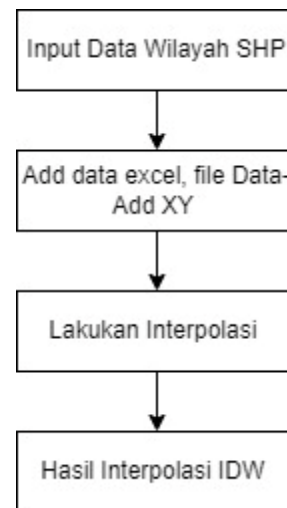 Input Data Wilayah SHP
Add data excel, file Data-
Add XY
Lakukan Interpolasi
Hasil Interpolasi IDW